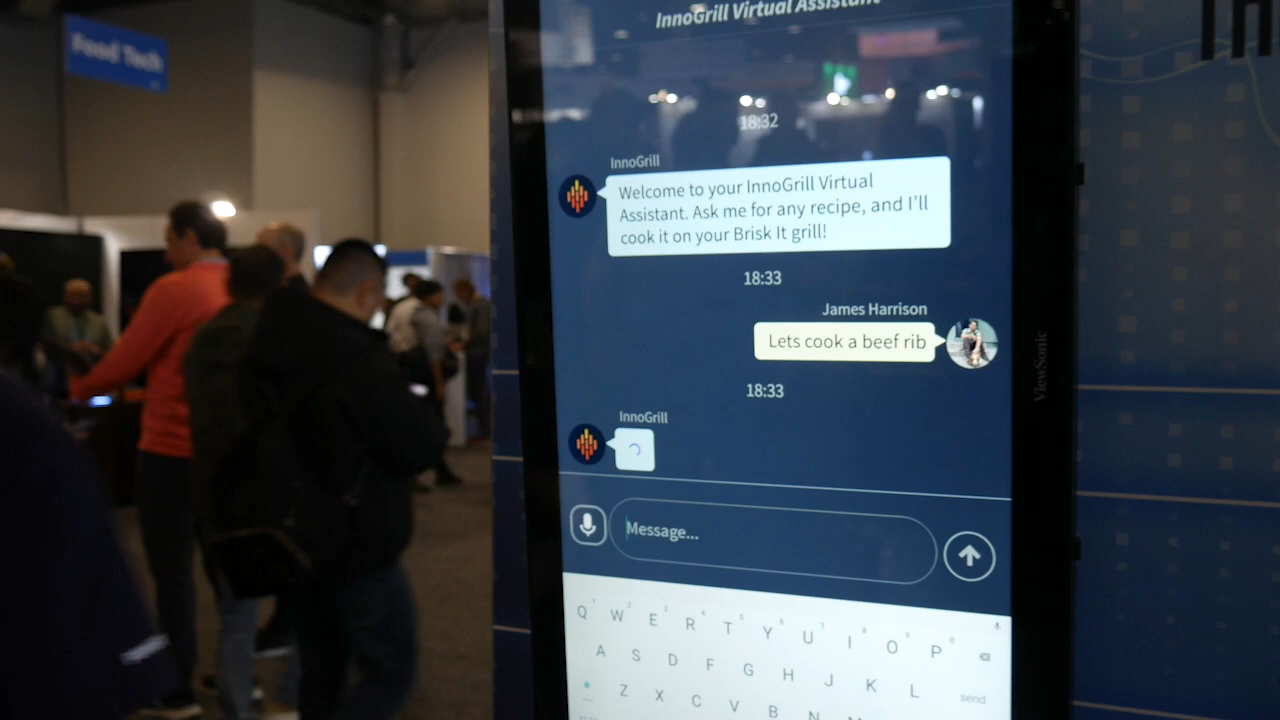 Food Tech
InnoGrill Virtual Assistant
18:32
InnoGrill
Welcome to your InnoGrill Virtual
Assistant. Ask me for any recipe, and I'll
cook it on your Brisk It grill!
18:33
James Harrison
Lets cook a beef rib
18:33
InnoGrill
Message...
Q W E R T Y U I O P
A S D F G H J K L
Z X C V B N M
send
ViewSonic